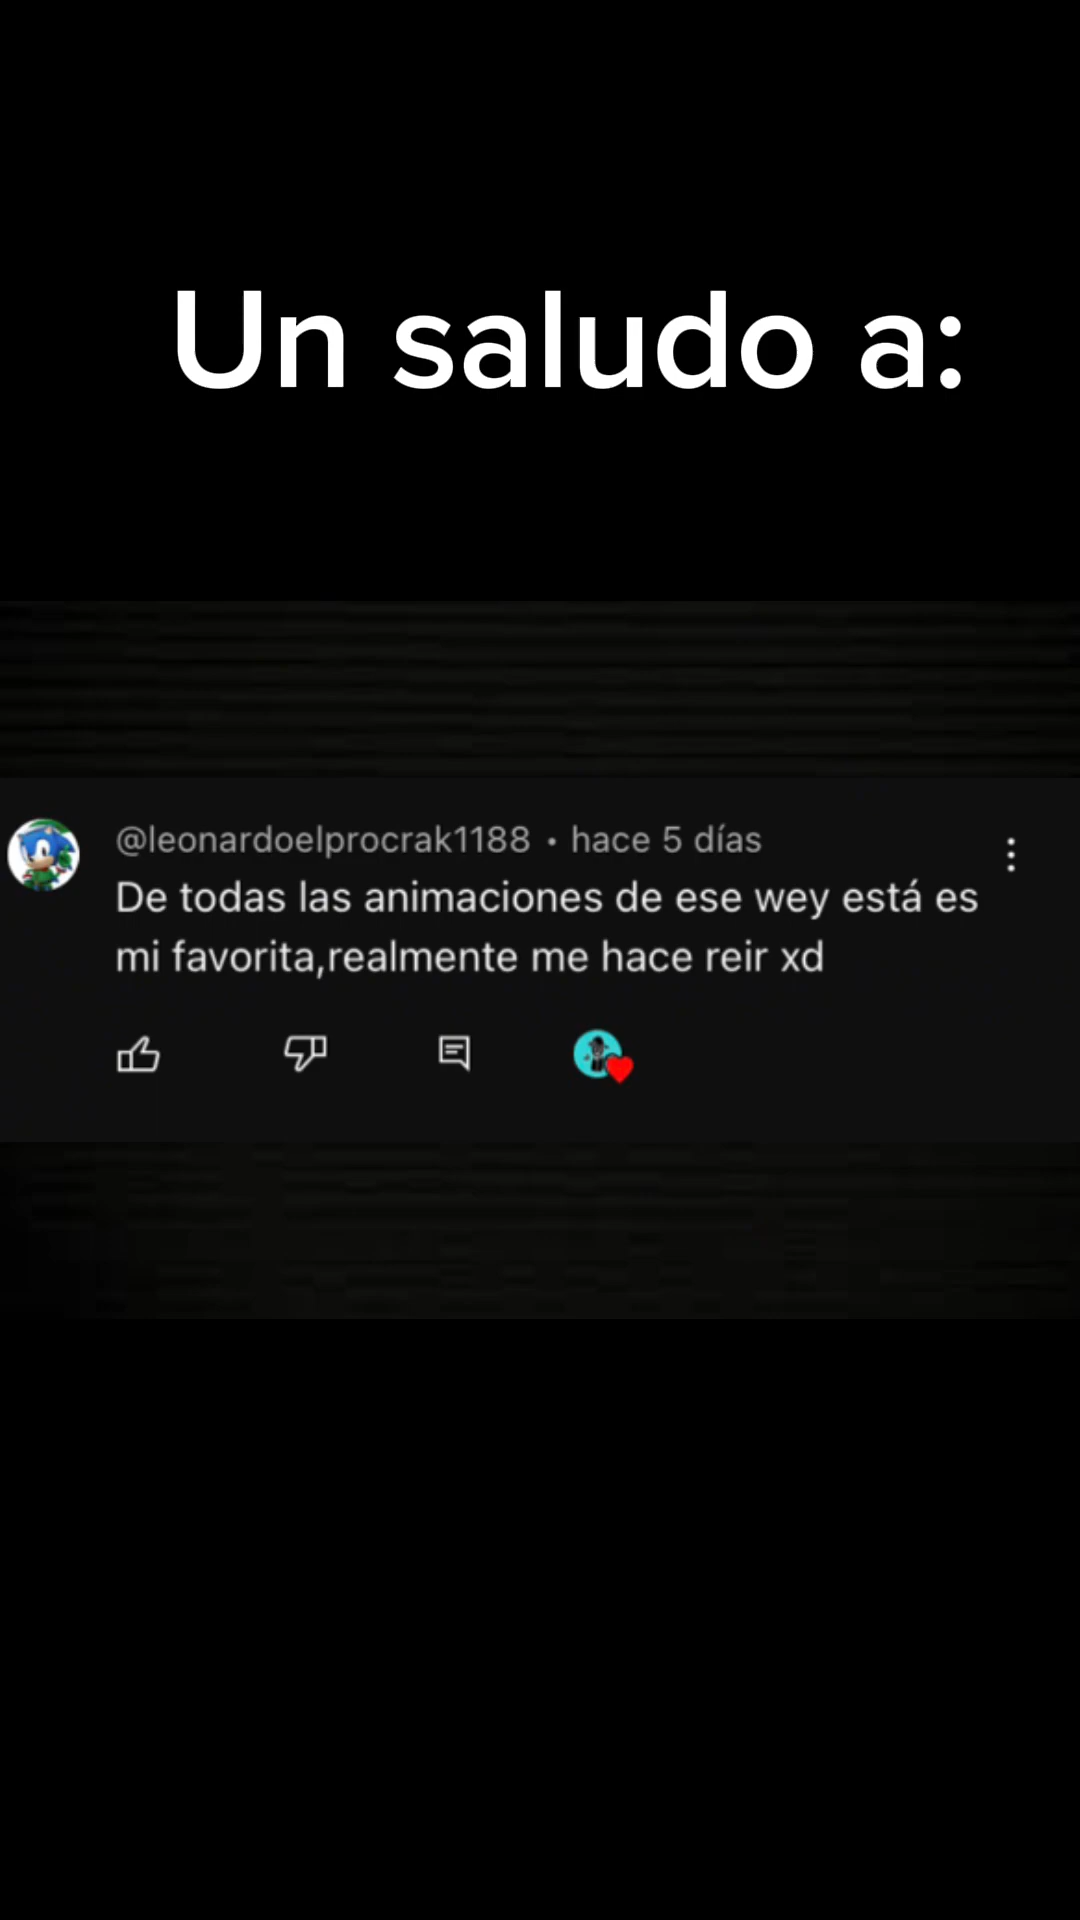 Un saludo a:
@leonardoelprocrak1188 • hace 5 días
De todas las animaciones de ese wey está es
mi favorita,realmente me hace reir xd